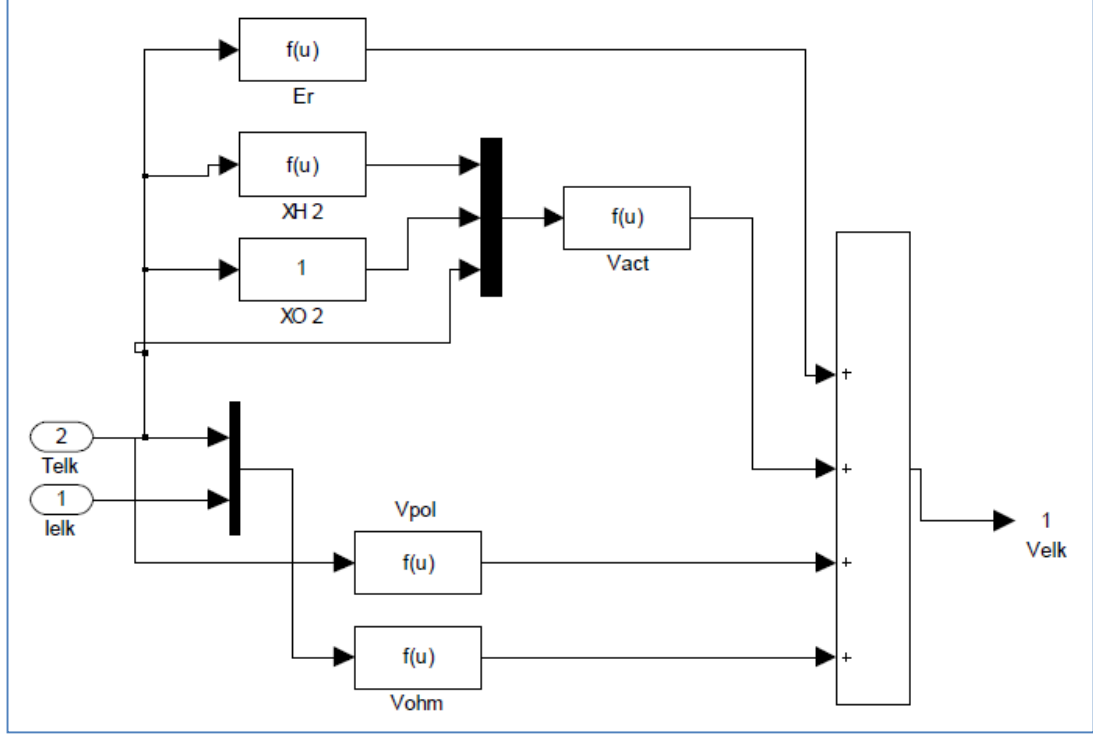 f(u)
Er
f(u)
XH 2
1
XO 2
f(u)
Vact
2
Telk
1
Ielk
Vpol
f(u)
f(u)
Vohm
+
+
+
+
1
Velk